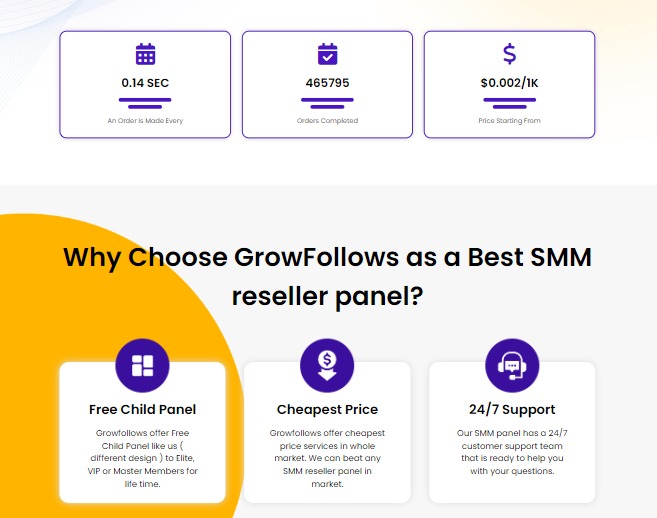 0.14 SEC
465795
$0.002/1K
An Order Is Made Every
Orders Completed
Price Starting From
Why Choose GrowFollows as a Best SMM
reseller panel?
Free Child Panel
Growfollows offer Free
Child Panel like us (
different design ) to Elite,
VIP or Master Members for
life time.
Cheapest Price
Growfollows offer cheapest
price services in whole
market. We can beat any
SMM reseller panel in
market.
24/7 Support
Our SMM panel has a 24/7
customer support team
that is ready to help you
with your questions.